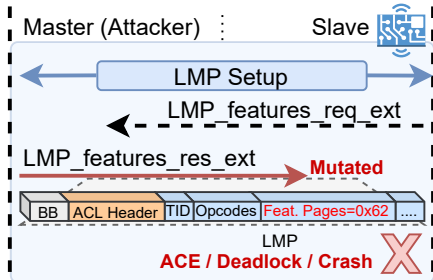 Master (Attacker)
Slave
LMP Setup
LMP_features_req_ext
LMP_features_res_ext
Mutated
BB
ACL Header
TID
Opcodes
Feat. Pages=0x62
....
LMP
ACE / Deadlock / Crash